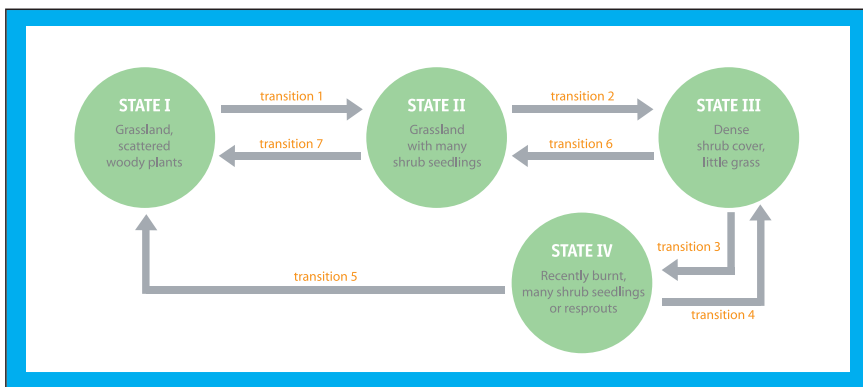 STATE I
Grassland,
scattered
woody plants
transition 1
transition 7
STATE II
Grassland
with many
shrub seedlings
transition 2
transition 6
STATE III
Dense
shrub cover,
little grass
transition 3
transition 4
STATE IV
Recently burnt,
many shrub seedlings
or resprouts
transition 5